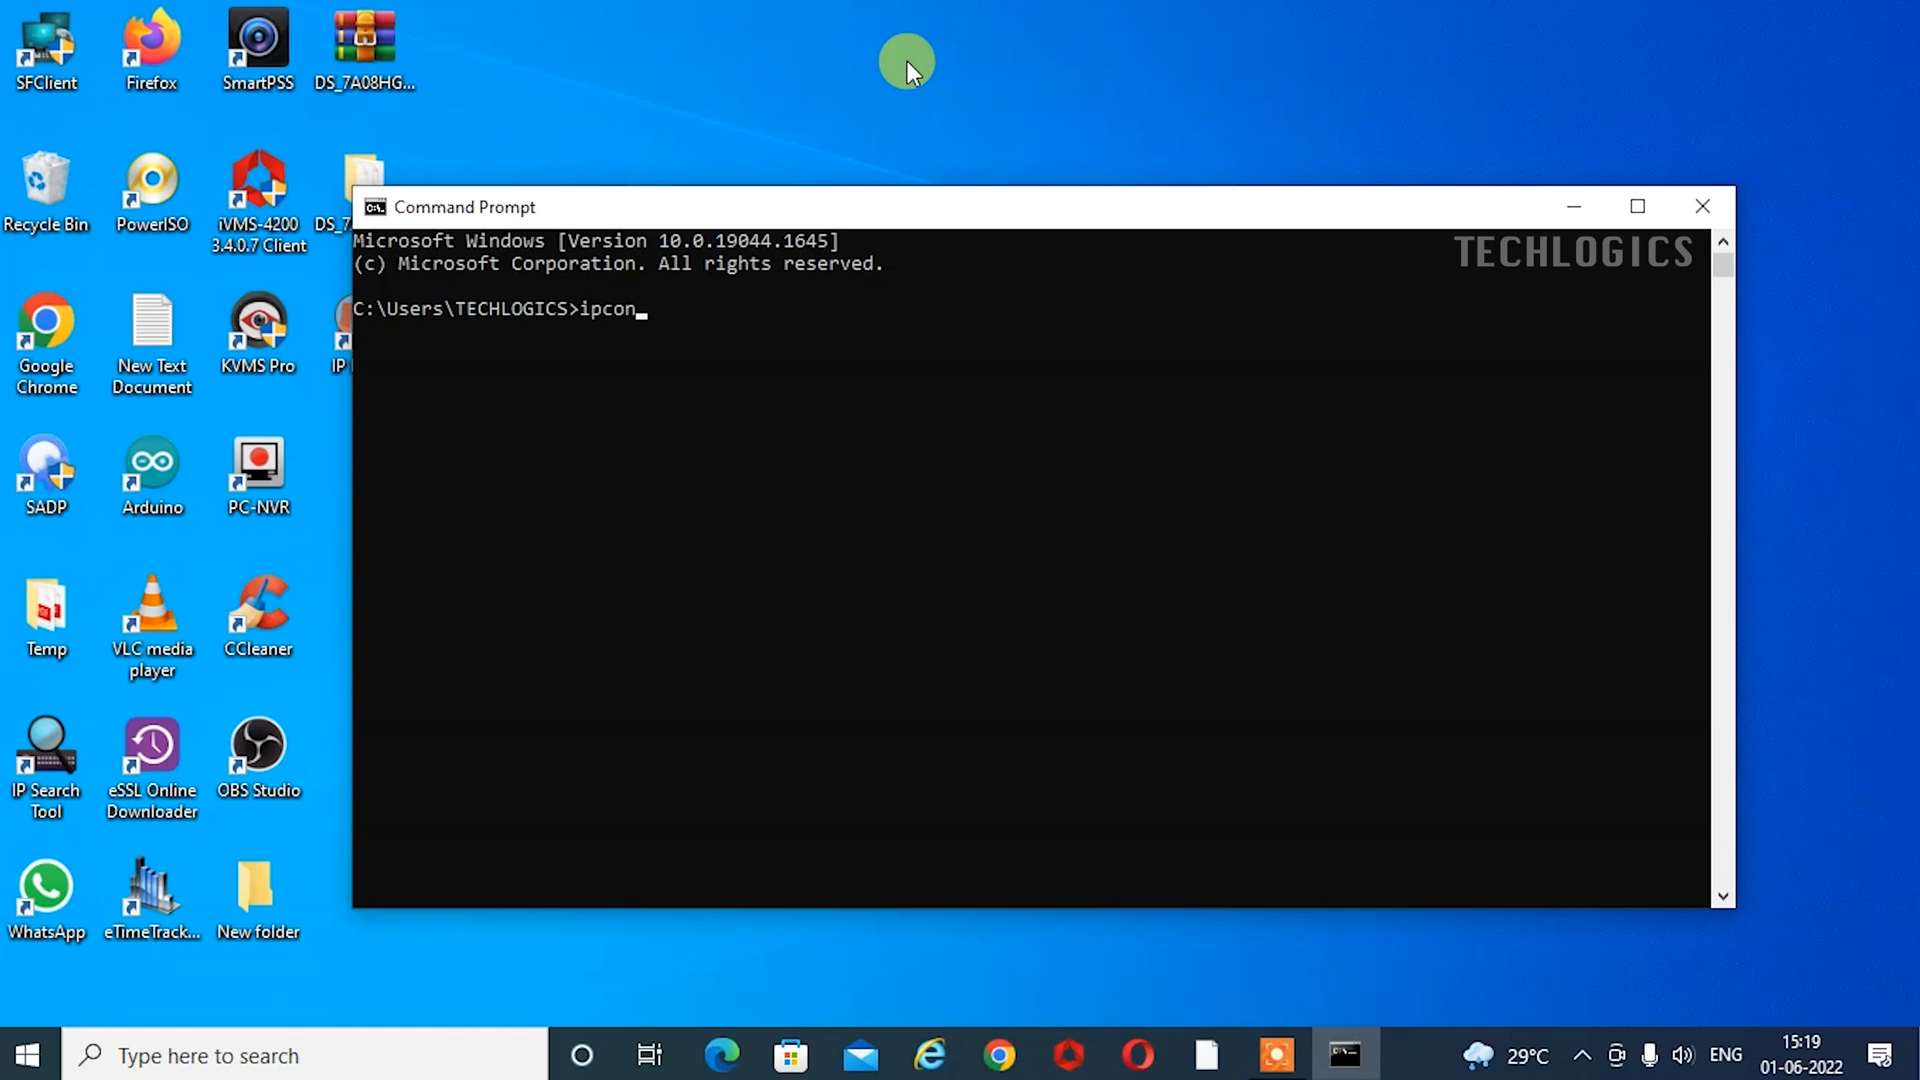 SFClient
Firefox
SmartPSS
DS_7A08HG...
Recycle Bin
PowerISO
iVMS-4200
3.4.0.7 Client
DS_7
Command Prompt
Microsoft Windows [Version 10.0.19044.1645]
(c) Microsoft Corporation. All rights reserved.
TECHLOGICS
C:\Users\TECHLOGICS>ipcon_
Google
Chrome
New Text
Document
KVMS Pro
IP
SADP
Arduino
PC-NVR
Temp
VLC media
player
CCleaner
IP Search
Tool
eSSL Online
Downloader
OBS Studio
WhatsApp
eTimeTrack...
New folder
Type here to search
29°C
ENG
15:19
01-06-2022